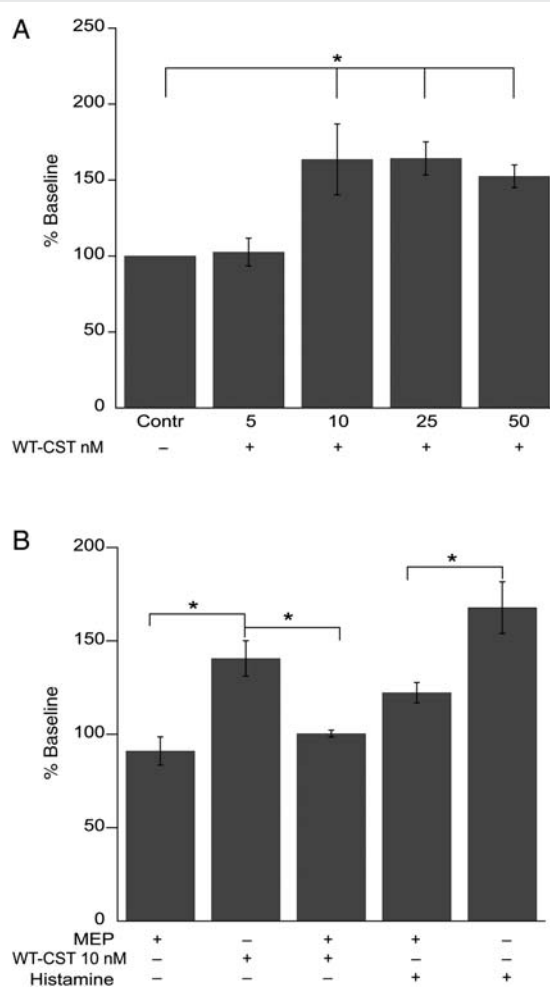 A
250
*
200
150
% Baseline
100
50
0
Contr 5 10 25 50
WT-CST nM – + + + +
B
200
*
* *
150
% Baseline
100
50
0
MEP + – + + –
WT-CST 10 nM – + + – –
Histamine – – – + +